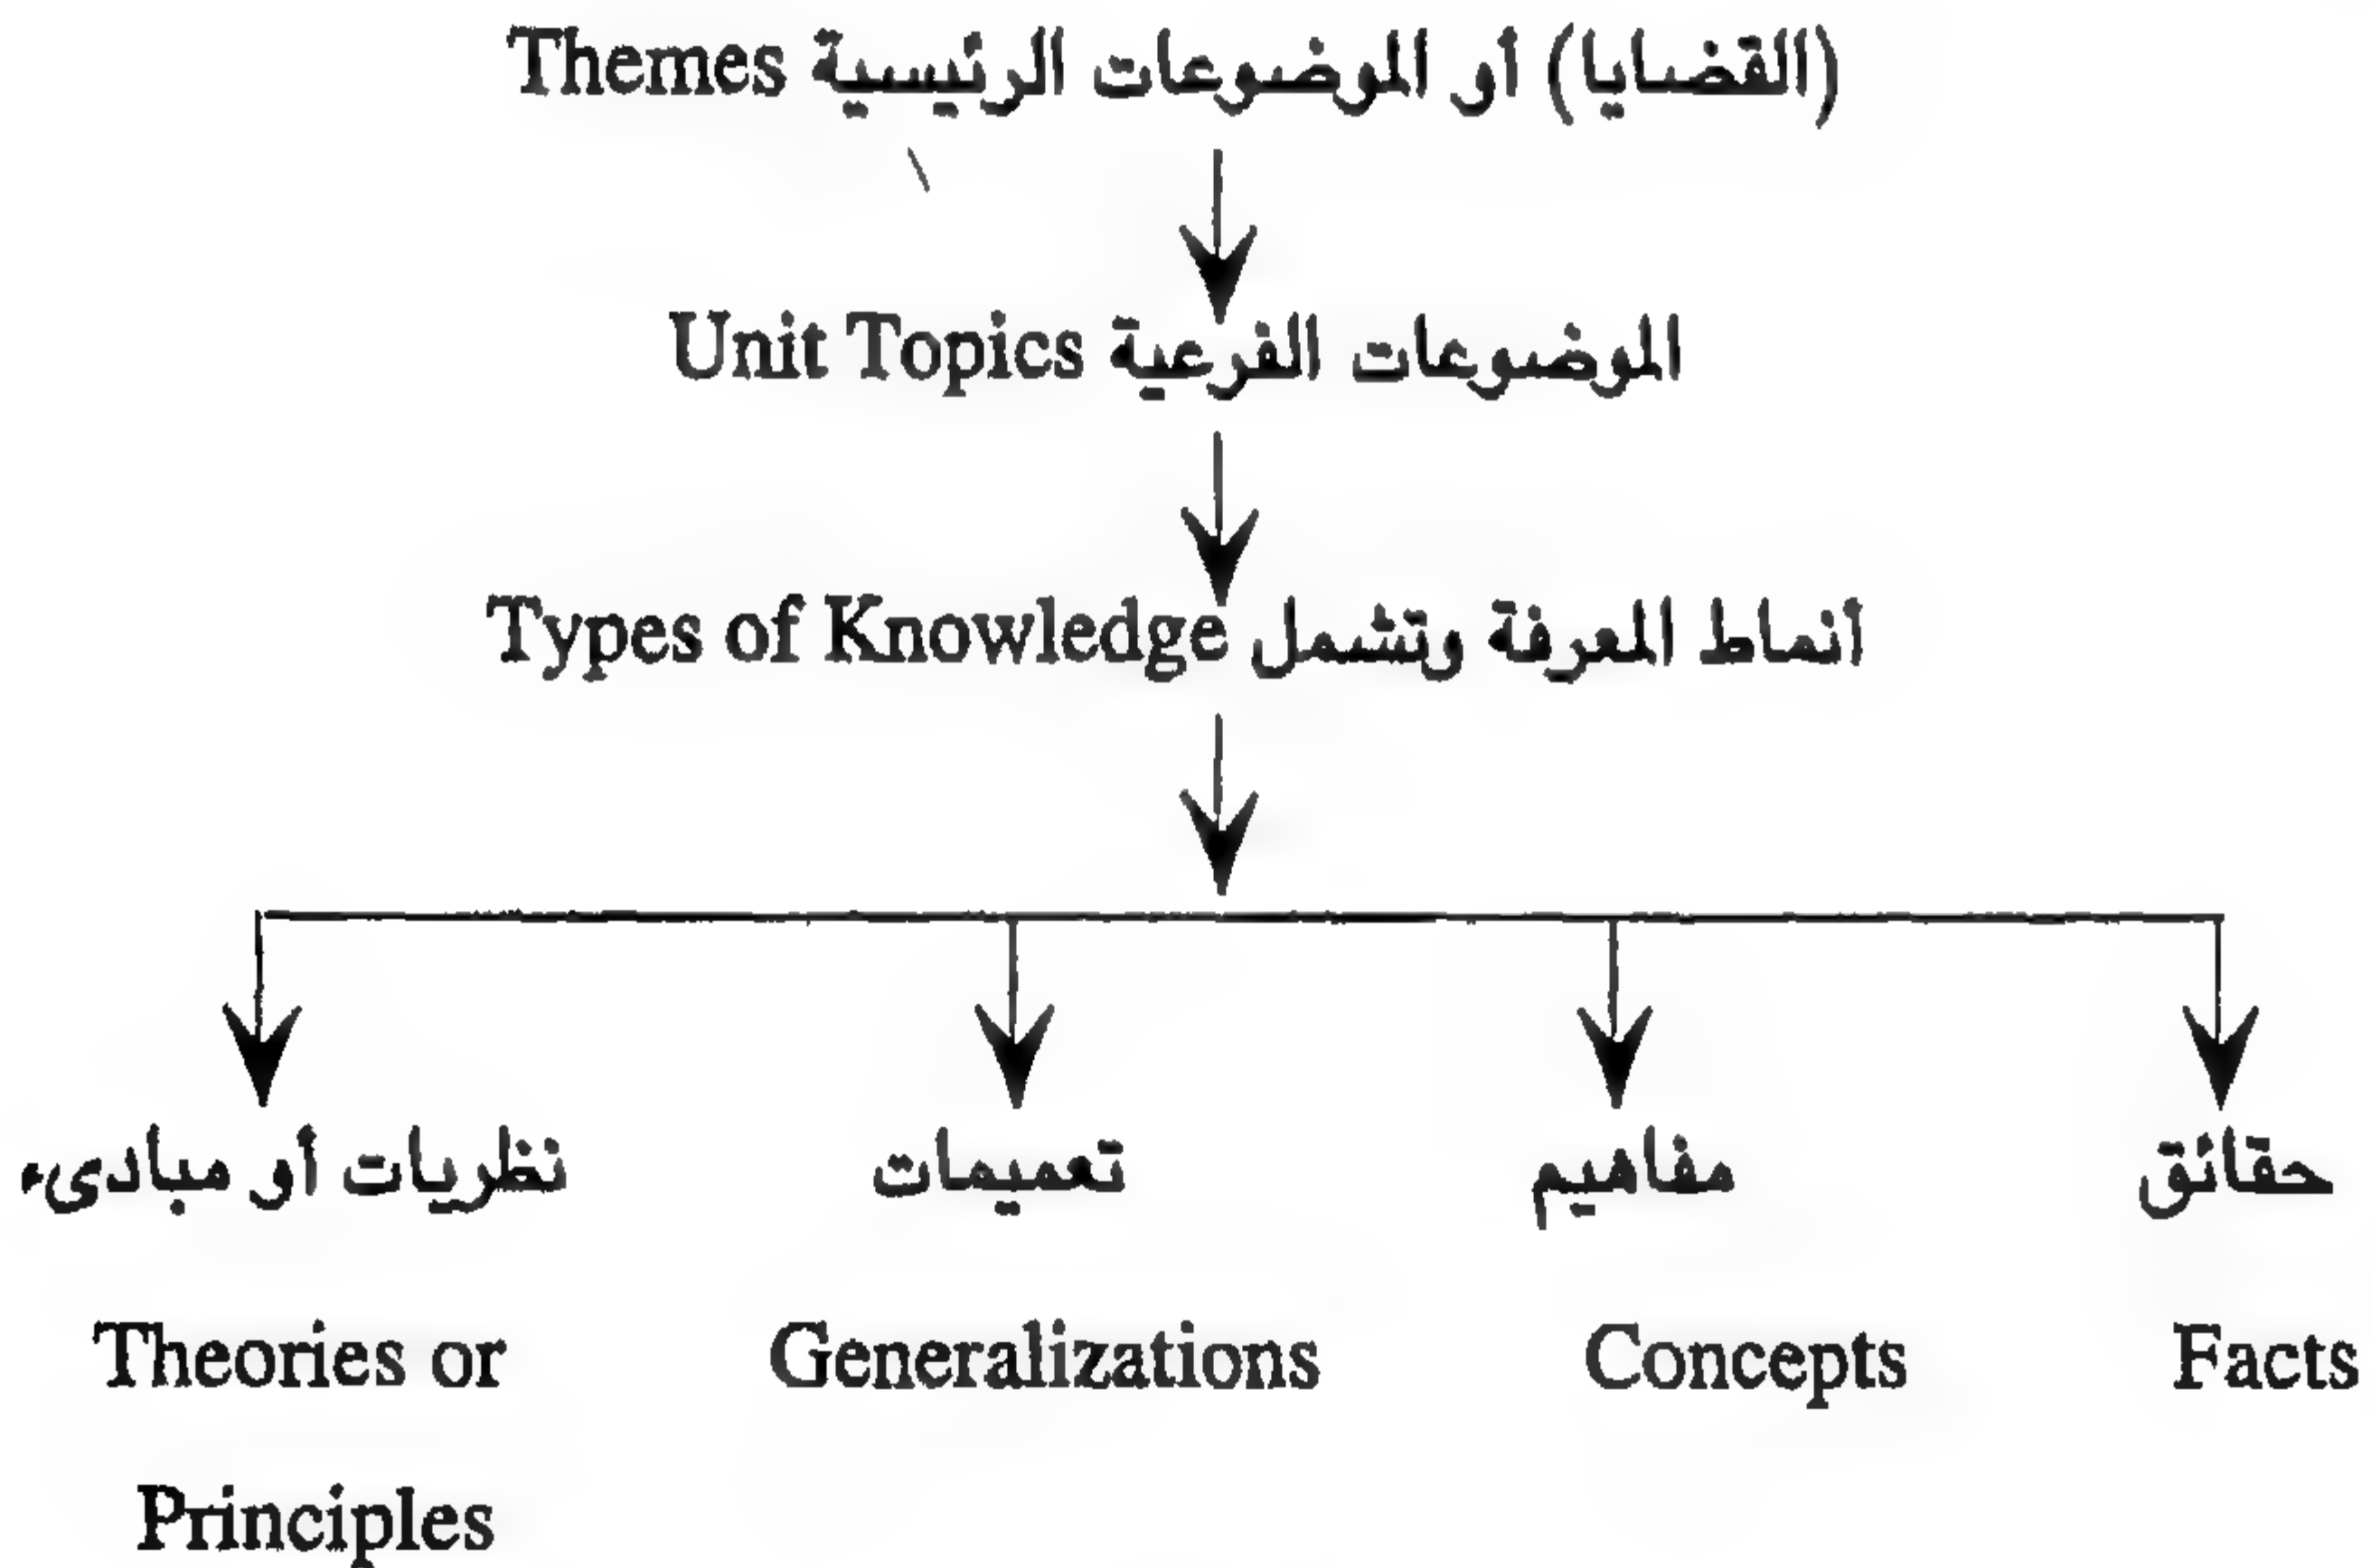 (القضايا) أو الموضوعات الرئيسية Themes
الموضوعات الفرعية Unit Topics
أنماط المعرفة وتشمل Types of Knowledge
حقائق مفاهيم تعميمات نظريات أو مبادىء
Facts Concepts Generalizations Theories or
Principles